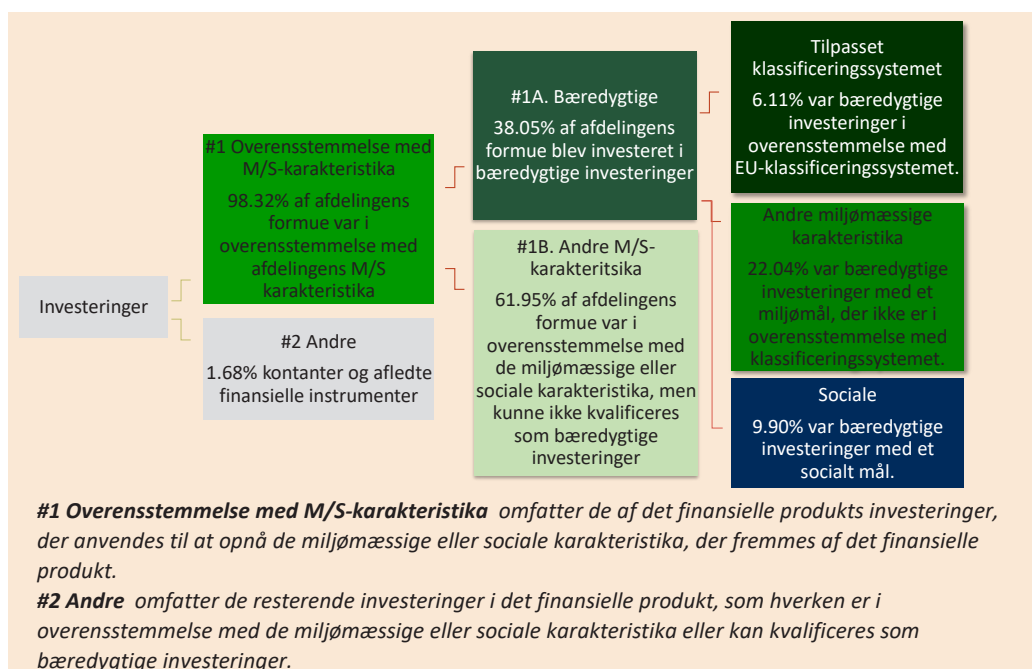 Investeringer
#1 Overensstemmelse med
M/S-karakteristika
98.32% af afdelingens
formue var i
overensstemmelse med
afdelingens M/S
karakteristika
#2 Andre
1.68% kontanter og afledte
finansielle instrumenter
#1A. Bæredygtige
38.05% af afdelingens
formue blev investeret i
bæredygtige investeringer
#1B. Andre M/S-
karakteritsika
61.95% af afdelingens
formue var i
overensstemmelse med
de miljømæssige eller
sociale karakteristika, men
kunne ikke kvalificeres
som bæredygtige
investeringer
Tilpasset
klassificeringssystemet
6.11% var bæredygtige
investeringer i
overensstemmelse med
EU-klassificeringssystemet.
Andre miljømæssige
karakteristika
22.04% var bæredygtige
investeringer med et
miljømål, der ikke er i
overensstemmelse med
klassificeringssystemet.
Sociale
9.90% var bæredygtige
investeringer med et
socialt mål.
#1 Overensstemmelse med M/S-karakteristika omfatter de af det finansielle produkts investeringer,
der anvendes til at opnå de miljømæssige eller sociale karakteristika, der fremmes af det finansielle
produkt.
#2 Andre omfatter de resterende investeringer i det finansielle produkt, som hverken er i
overensstemmelse med de miljømæssige eller sociale karakteristika eller kan kvalificeres som
bæredygtige investeringer.